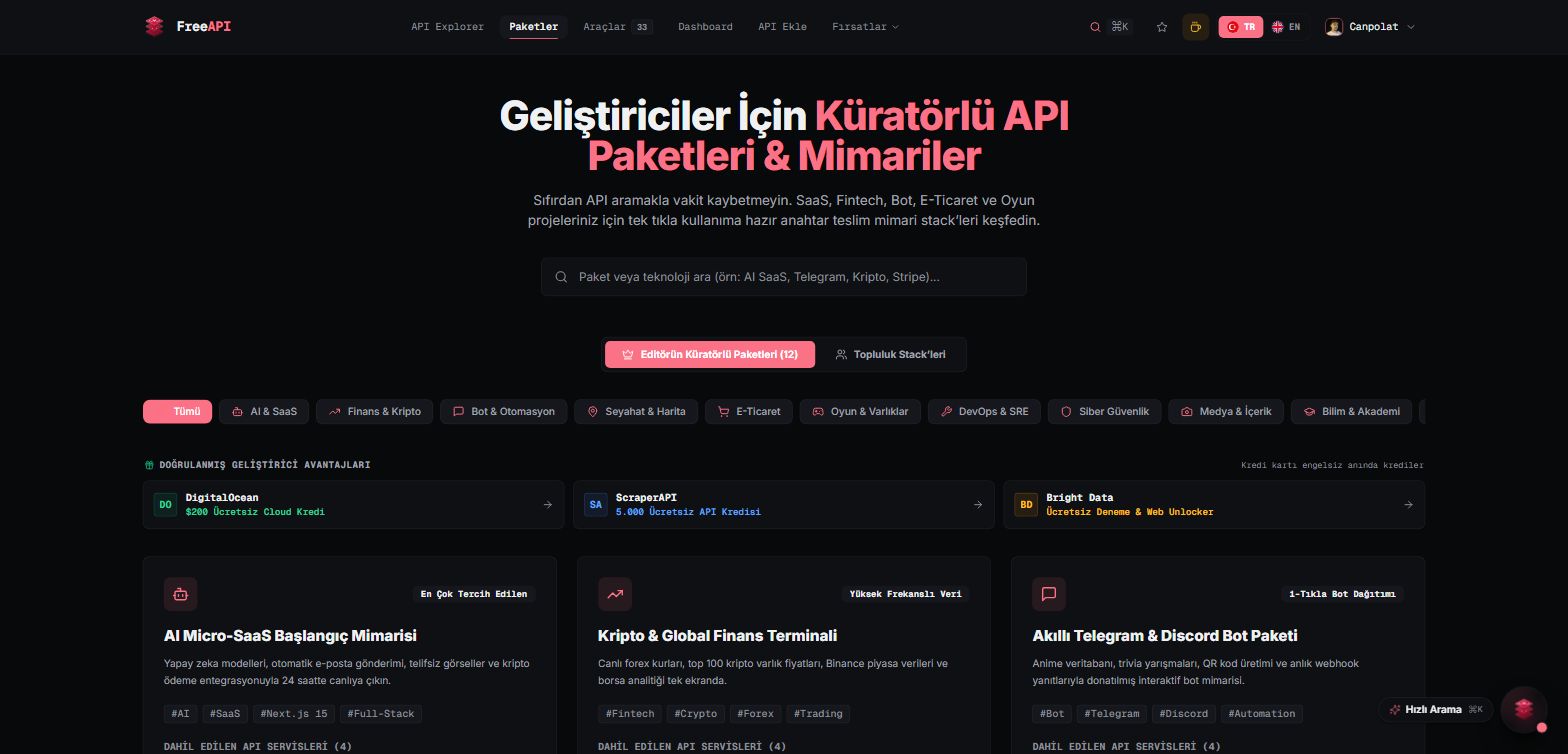 FreeAPI
API Explorer
Paketler
Araçlar 33
Dashboard
API Ekle
Fırsatlar
⌘K
TR
EN
Canpolat
Geliştiriciler İçin Küratörlü API
Paketleri & Mimariler
Sıfırdan API aramakla vakit kaybetmeyin. SaaS, Fintech, Bot, E-Ticaret ve Oyun
projeleriniz için tek tıkla kullanıma hazır anahtar teslim mimari stack’leri keşfedin.
Paket veya teknoloji ara (örn: AI SaaS, Telegram, Kripto, Stripe)...
Editörün Küratörlü Paketleri (12)
Topluluk Stack’leri
Tümü
AI & SaaS
Finans & Kripto
Bot & Otomasyon
Seyahat & Harita
E-Ticaret
Oyun & Varlıklar
DevOps & SRE
Siber Güvenlik
Medya & İçerik
Bilim & Akademi
DOĞRULANMIŞ GELİŞTİRİCİ AVANTAJLARI
Kredi kartı engelsiz anında krediler
DO
DigitalOcean
$200 Ücretsiz Cloud Kredi
SA
ScraperAPI
5.000 Ücretsiz API Kredisi
BD
Bright Data
Ücretsiz Deneme & Web Unlocker
En Çok Tercih Edilen
AI Micro-SaaS Başlangıç Mimarisi
Yapay zeka modelleri, otomatik e-posta gönderimi, telifsiz görseller ve kripto
ödeme entegrasyonuyla 24 saatte canlıya çıkın.
#AI #SaaS #Next.js 15 #Full-Stack
DAHİL EDİLEN API SERVİSLERİ (4)
Yüksek Frekanslı Veri
Kripto & Global Finans Terminali
Canlı forex kurları, top 100 kripto varlık fiyatları, Binance piyasa verileri ve
borsa analitiği tek ekranda.
#Fintech #Crypto #Forex #Trading
DAHİL EDİLEN API SERVİSLERİ (4)
1-Tıkla Bot Dağıtımı
Akıllı Telegram & Discord Bot Paketi
Anime veritabanı, trivia yarışmaları, QR kod üretimi ve anlık webhook
yanıtlarıyla donatılmış interaktif bot mimarisi.
#Bot #Telegram #Discord #Automation
DAHİL EDİLEN API SERVİSLERİ (4)
Hızlı Arama ⌘K